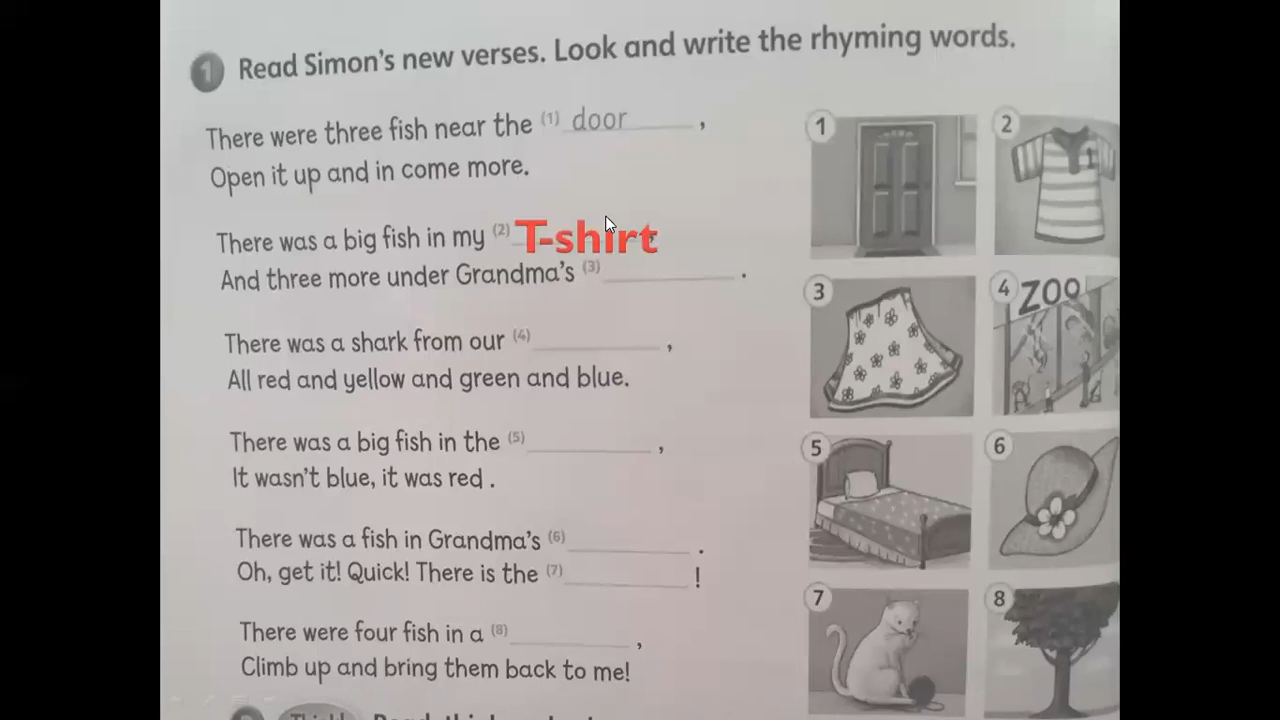 1 Read Simon's new verses. Look and write the rhyming words.
There were three fish near the (1) door ,
Open it up and in come more.
There was a big fish in my (2) T-shirt
And three more under Grandma's (3) .
There was a shark from our (4) ,
All red and yellow and green and blue.
There was a big fish in the (5) ,
It wasn't blue, it was red .
There was a fish in Grandma's (6) .
Oh, get it! Quick! There is the (7) !
There were four fish in a (8) ,
Climb up and bring them back to me!
1
2
3
4 ZOO
5
6
7
8